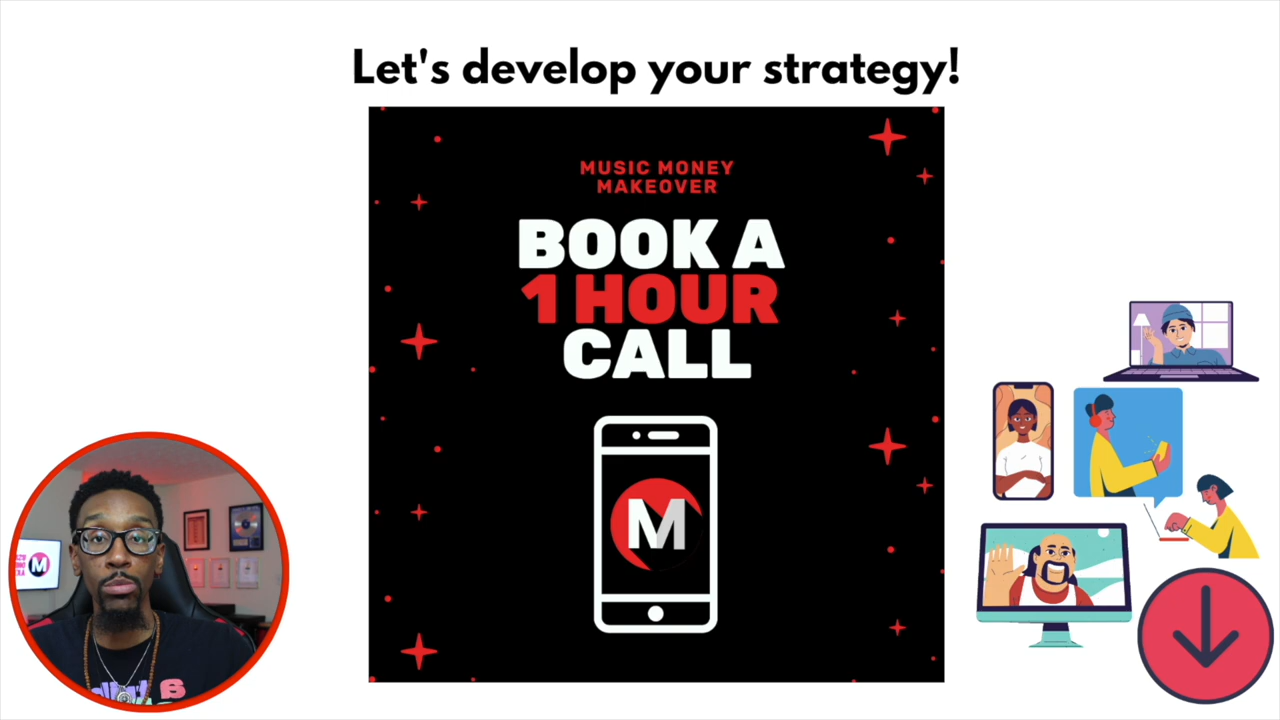 Let's develop your strategy!
MUSIC MONEY
MAKEOVER
BOOK A
1 HOUR
CALL
M
M